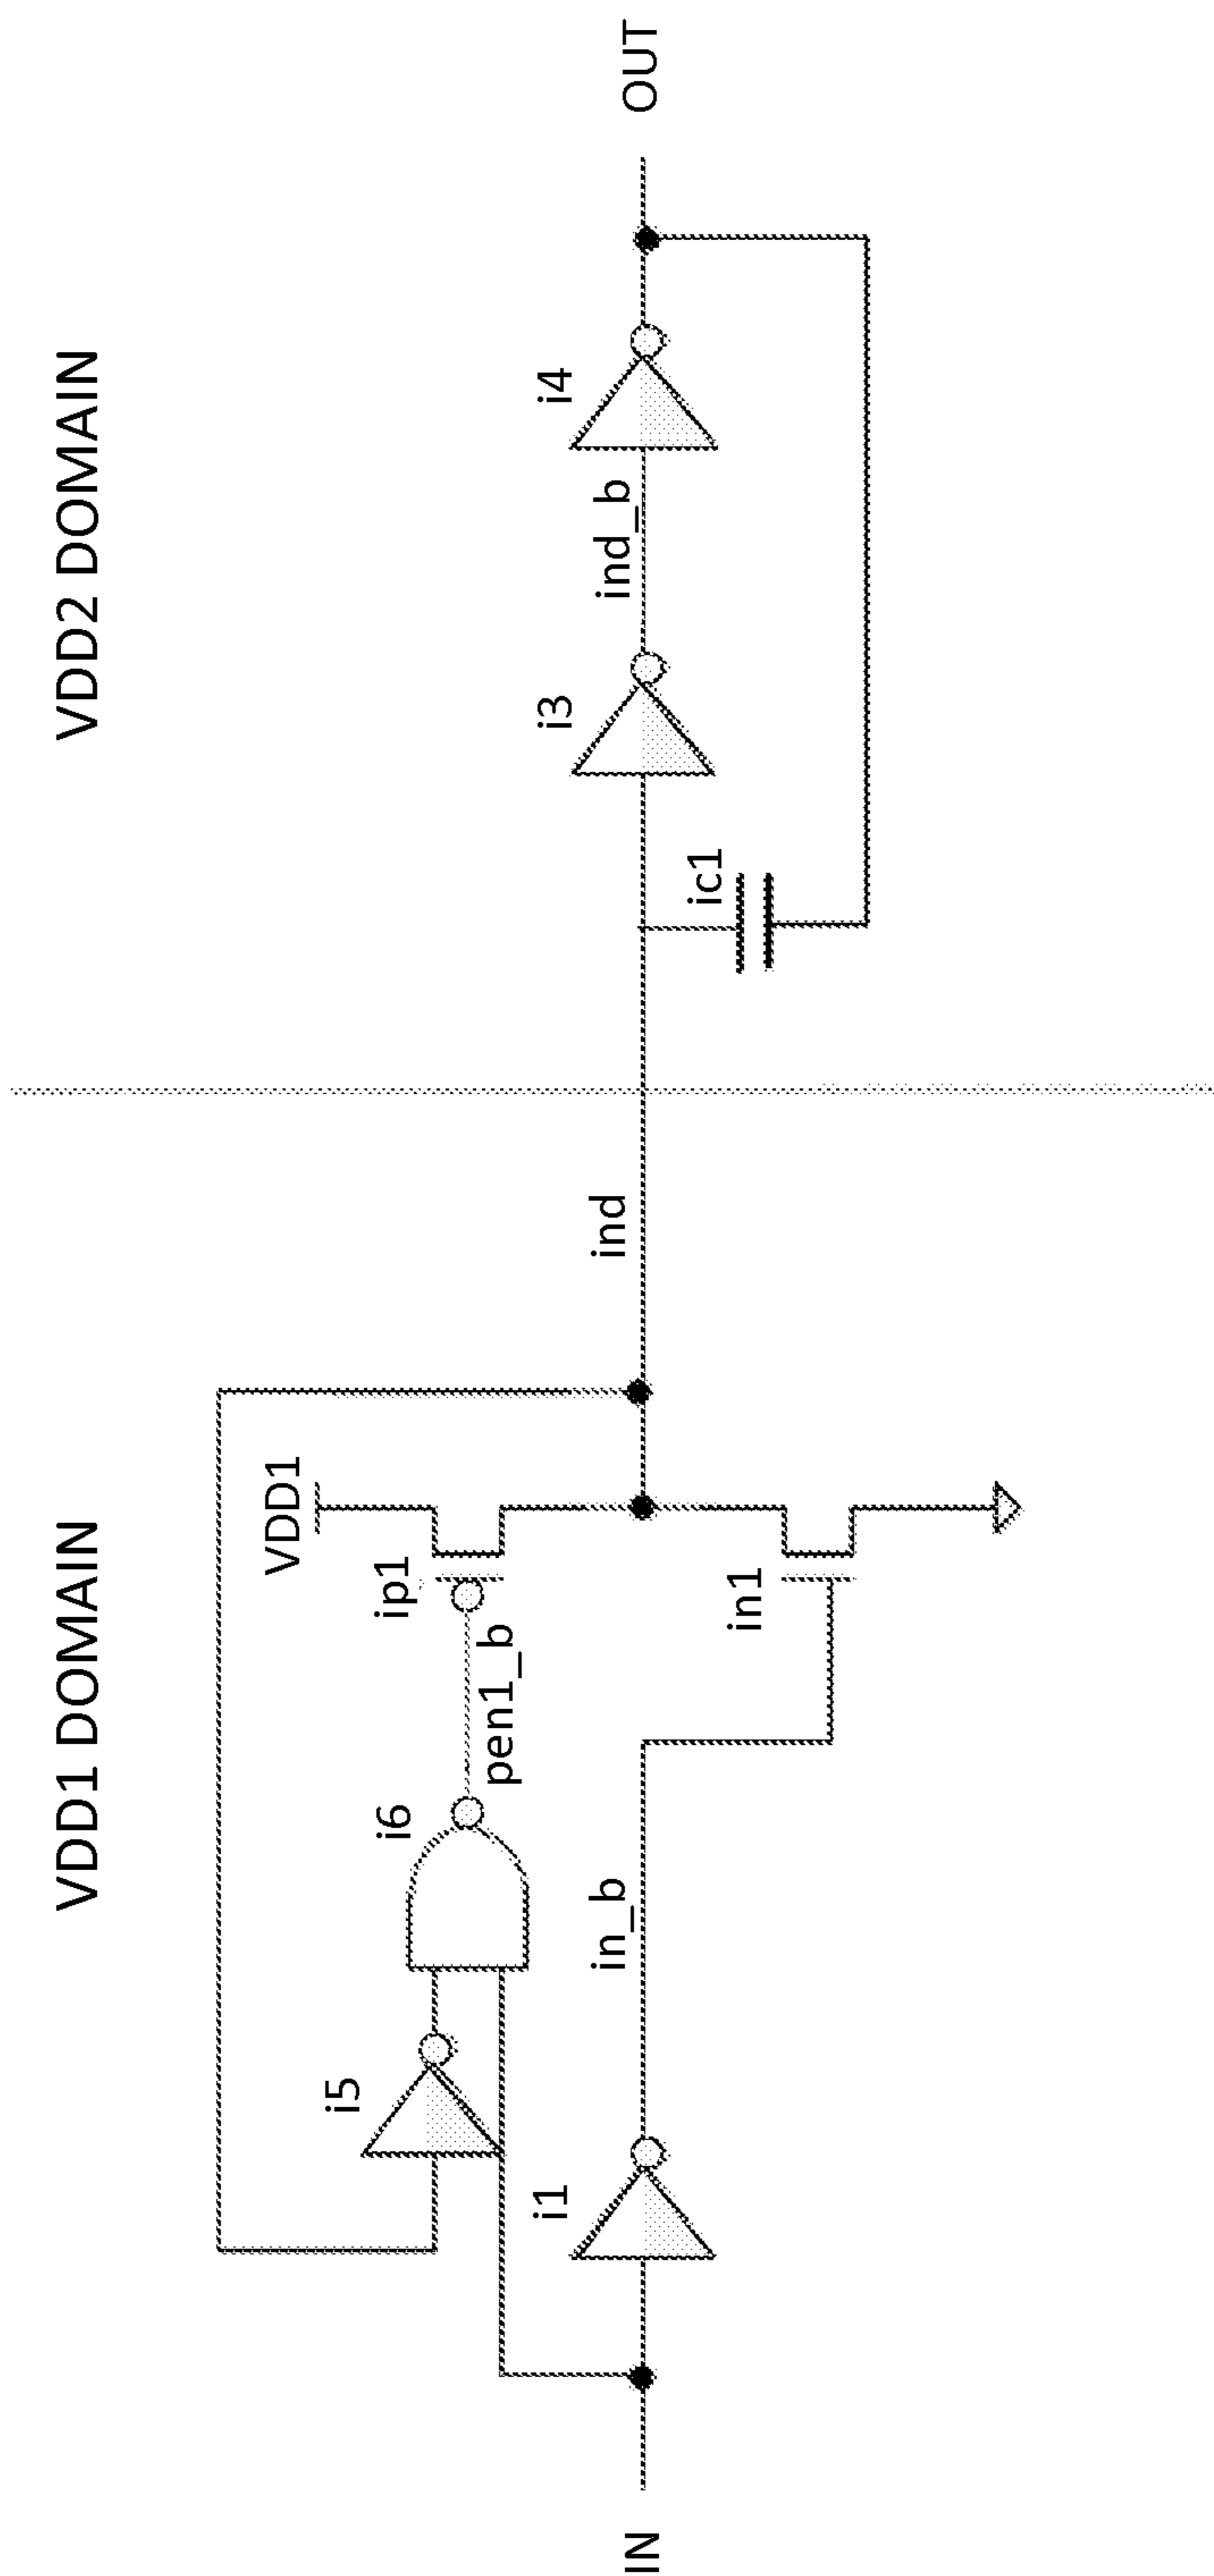 VDD1 DOMAIN
VDD2 DOMAIN
VDD1
i5
i6
ip1
pen1_b
IN
i1
in_b
in1
ind
ic1
i3
ind_b
i4
OUT